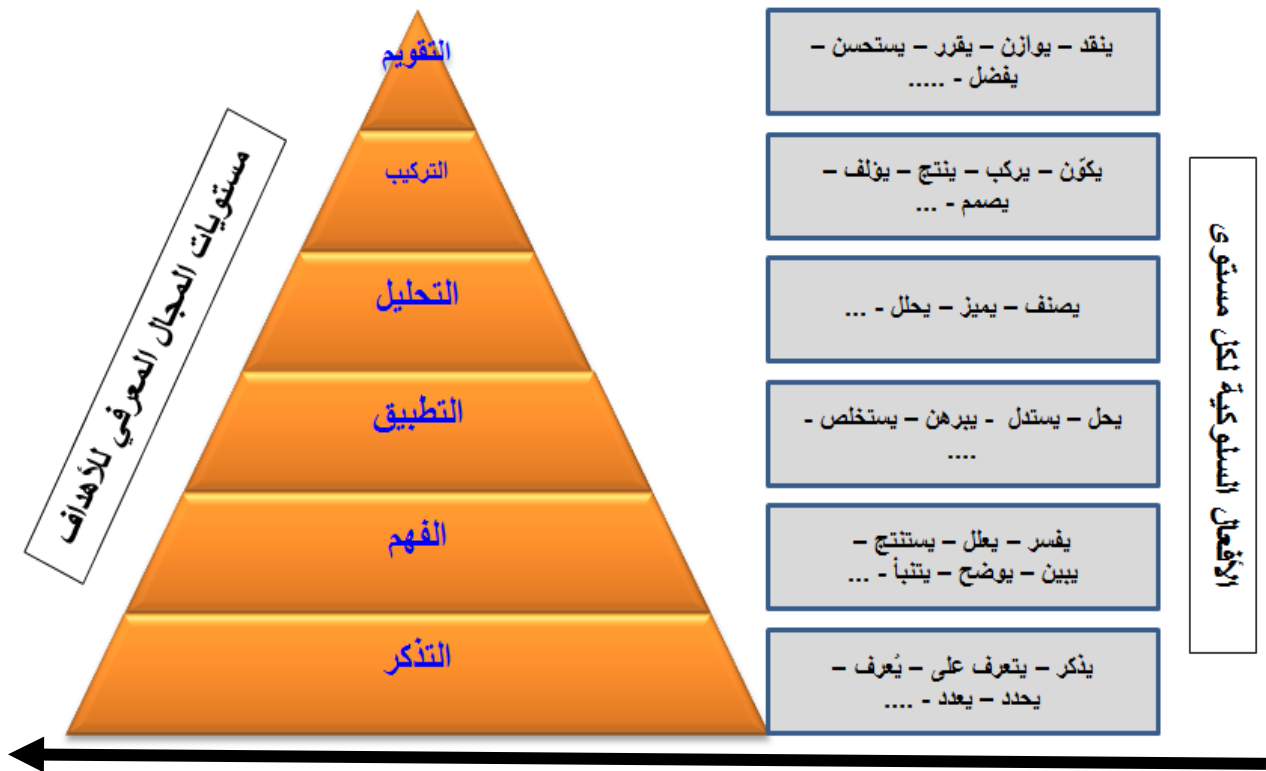 الأفعال السلوكية لكل مستوى
ينقد – يوازن – يقرر – يستحسن –
يفضل - .....
يكوّن – يركب – ينتج – يؤلف –
يصمم - ...
يصنف – يميز – يحلل - ...
يحل – يستدل - يبرهن – يستخلص -
....
يفسر – يعلل – يستنتج –
يبين – يوضح – يتنبأ - ...
يذكر – يتعرف على – يُعرف –
يحدد – يعدد - ....
التقويم
التركيب
التحليل
التطبيق
الفهم
التذكر
مستويات المجال المعرفي للأهداف